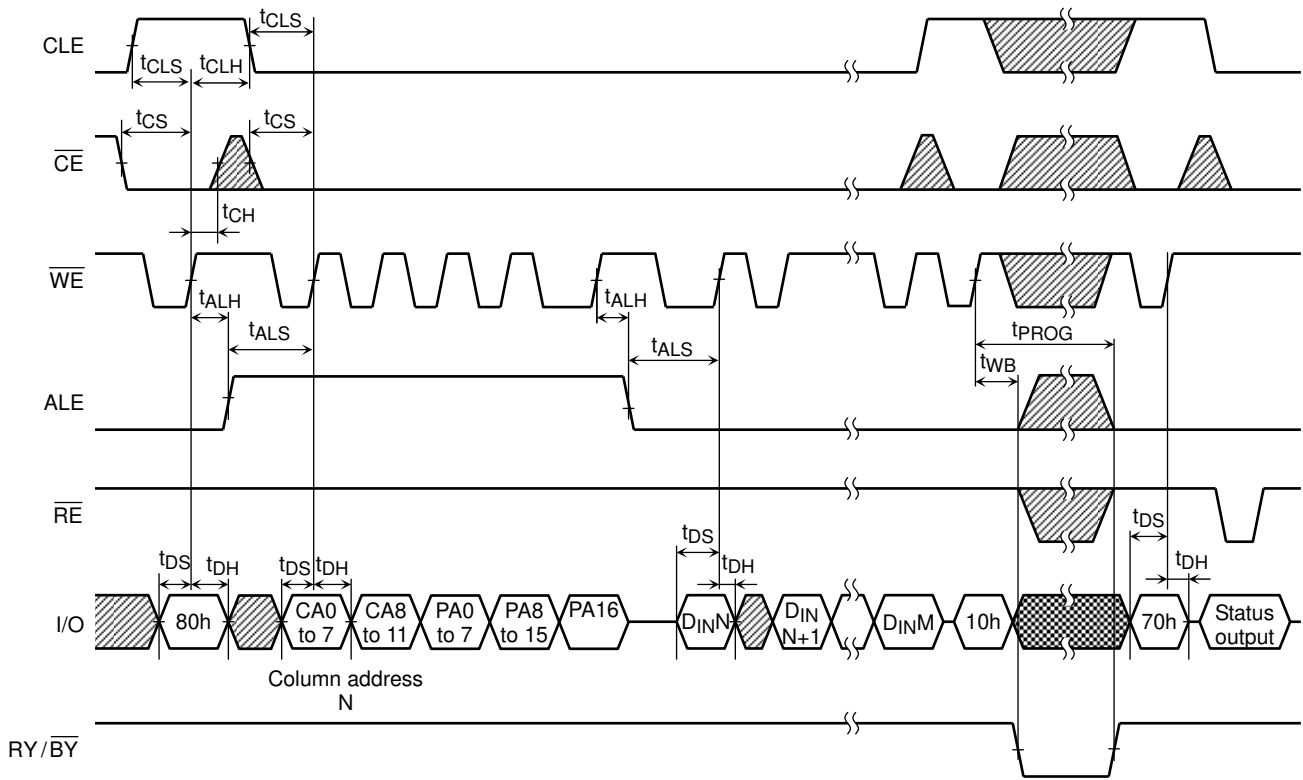 CLE
tCLS
tCLS
tCLH
CE
tCS
tCS
tCH
WE
tALH
tALS
tALH
tALS
tPROG
tWB
ALE
RE
tDS
tDH
tDS
tDH
tDS
tDH
tDS
tDH
I/O
80h
CA0
to 7
CA8
to 11
PA0
to 7
PA8
to 15
PA16
DINN
DIN
N+1
DINM
10h
70h
Status
output
Column address
N
RY/BY